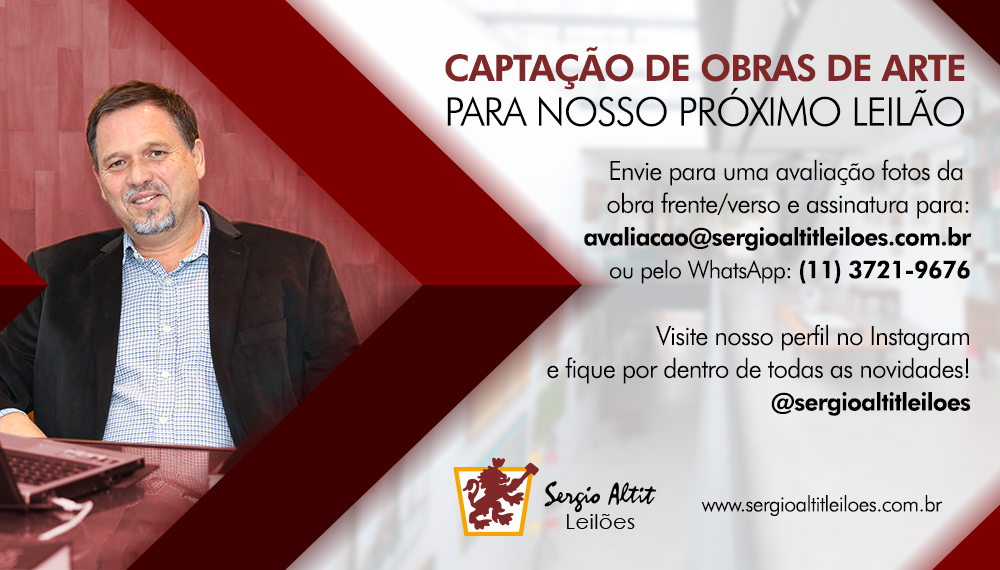 CAPTAÇÃO DE OBRAS DE ARTE
PARA NOSSO PRÓXIMO LEILÃO
Envie para uma avaliação fotos da
obra frente/verso e assinatura para:
avaliacao@sergioaltitleiloes.com.br
ou pelo WhatsApp: (11) 3721-9676
Visite nosso perfil no Instagram
e fique por dentro de todas as novidades!
@sergioaltitleiloes
Sergio Altit
Leilões
www.sergioaltitleiloes.com.br